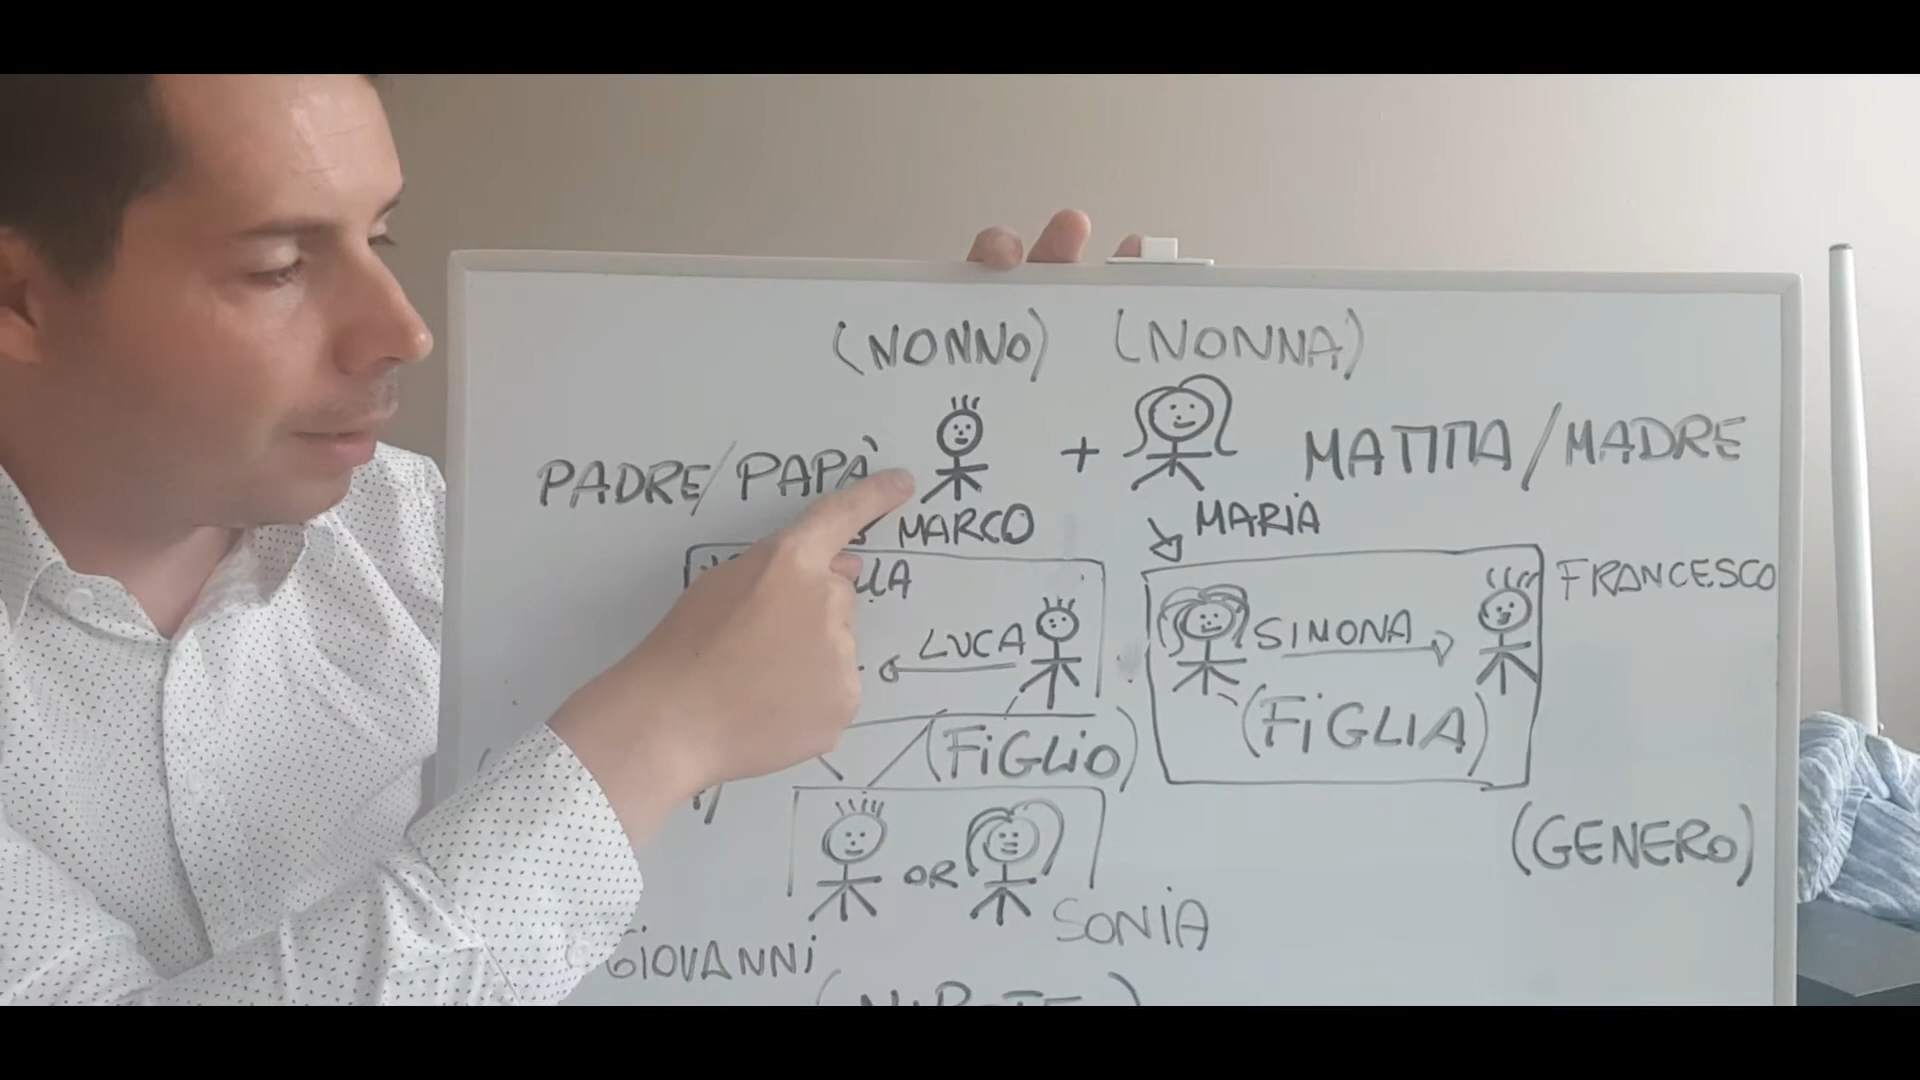 (NONNO) (NONNA)
PADRE/PAPÀ + MAMMA/MADRE
MARCO MARIA
FRANCESCO
LUCA SIMONA
(FIGLIO) (FIGLIA)
(GENERO)
OR
SONIA
GIOVANNI